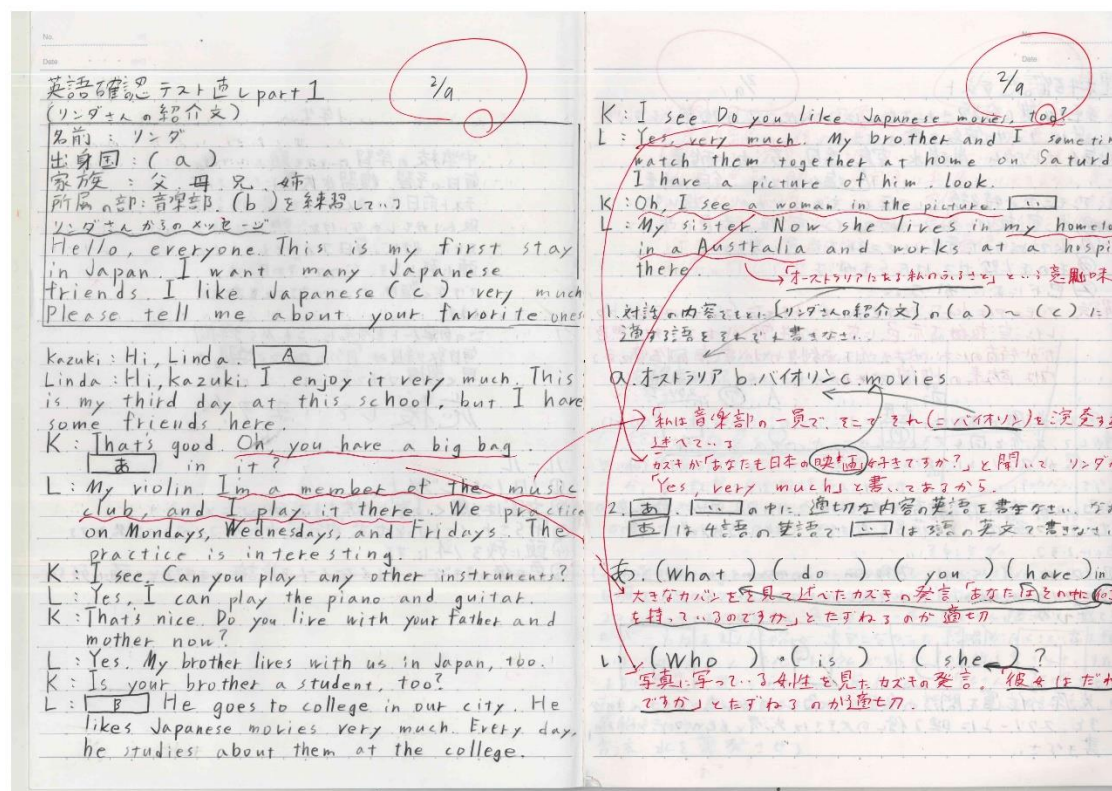 No.
Date
英語確認テスト直し part 1
2/9
(リンダさんの紹介文)
名前 : リンダ
出身国 : ( a )
家族 : 父 母 兄 姉
所属の部 : 音楽部. (b) を練習している
リンダさんからのメッセージ
Hello, everyone. This is my first stay
in Japan. I want many Japanese
friends. I like Japanese (c) very much
Please tell me about your favorite ones
Kazuki : Hi, Linda [A]
Linda : Hi, kazuki. I enjoy it very much. This
is my third day at this school, but I have
some friends here.
K : That's good. Oh, you have a big bag.
[あ] in it?
L : My violin. I'm a member of the music
club, and I play it there. We practice
on Mondays, Wednesdays, and Fridays. The
practice is interesting.
K : I see. Can you play any other instruments?
L : Yes, I can play the piano and guitar.
K : That's nice. Do you live with your father and
mother now?
L : Yes. My brother lives with us in Japan, too.
K : Is your brother a student, too?
L : [B] He goes to college in our city. He
likes Japanese movies very much. Every day,
he studies about them at the college.
Date
2/9
K : I see. Do you like Japanese movies, too?
L : Yes, very much. My brother and I
watch them together at home on
I have a picture of him. look.
K : Oh, I see a woman in the picture. [い]
L : My sister. Now she lives in my
in a Australia and works at a
there.
→「オーストラリアにある私のふるさと」という意味
1. 対話の内容をもとに[リンダさんの紹介文]の(a)~(c)に
適する語をそれぞれ書きなさい.
a. オーストラリア b. バイオリン c. movies
「私は音楽部の一員で、そこでそれ(=バイオリン)を演奏する
述べている
カズキが「あなたも日本の映画好きですか?」と聞いて、リンダが
「Yes, very much」と書いてあるから.
2. [あ] [い] の中に、適切な内容の英語を書きなさい. なお
[あ] は4語の英語で [い] は3語の英文で書きなさい
あ. (What ) ( do ) ( you ) (have) in
大きなカバンをを見て述べたカズキの発言「あなたはその中に何
を持っているのですか」とたずねるのが適切
い. (Who ) ( is ) ( she ) ?
写真に写っている女性を見たカズキの発言.「彼女はだれ
ですか」とたずねるのが適切